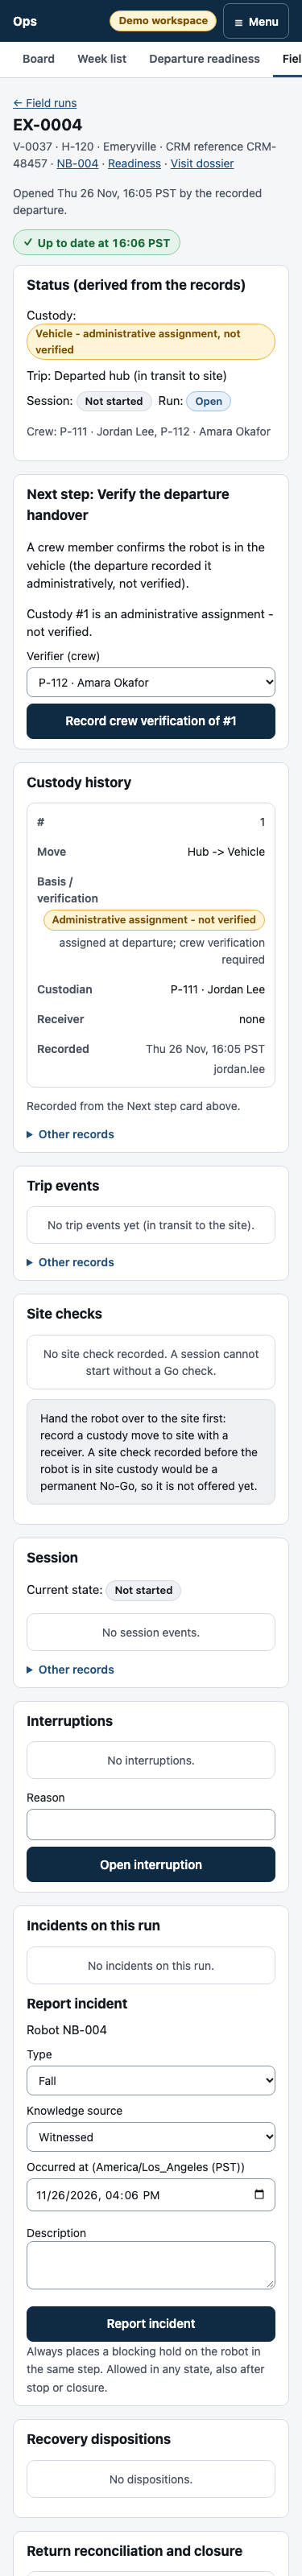 Ops
Demo workspace
≡ Menu
Board Week list Departure readiness Fiel
← Field runs
EX-0004
V-0037 · H-120 · Emeryville · CRM reference CRM-
48457 · NB-004 · Readiness · Visit dossier
Opened Thu 26 Nov, 16:05 PST by the recorded
departure.
✓ Up to date at 16:06 PST
Status (derived from the records)
Custody:
Vehicle - administrative assignment, not
verified
Trip: Departed hub (in transit to site)
Session: Not started Run: Open
Crew: P-111 · Jordan Lee, P-112 · Amara Okafor
Next step: Verify the departure
handover
A crew member confirms the robot is in the
vehicle (the departure recorded it
administratively, not verified).
Custody #1 is an administrative assignment -
not verified.
Verifier (crew)
P-112 · Amara Okafor
Record crew verification of #1
Custody history
# 1
Move Hub -> Vehicle
Basis /
verification
Administrative assignment - not verified
assigned at departure; crew verification
required
Custodian P-111 · Jordan Lee
Receiver none
Recorded Thu 26 Nov, 16:05 PST
jordan.lee
Recorded from the Next step card above.
▶ Other records
Trip events
No trip events yet (in transit to the site).
▶ Other records
Site checks
No site check recorded. A session cannot
start without a Go check.
Hand the robot over to the site first:
record a custody move to site with a
receiver. A site check recorded before the
robot is in site custody would be a
permanent No-Go, so it is not offered yet.
Session
Current state: Not started
No session events.
▶ Other records
Interruptions
No interruptions.
Reason
Open interruption
Incidents on this run
No incidents on this run.
Report incident
Robot NB-004
Type
Fall
Knowledge source
Witnessed
Occurred at (America/Los_Angeles (PST))
11/26/2026, 04:06 PM
Description
Report incident
Always places a blocking hold on the robot in
the same step. Allowed in any state, also after
stop or closure.
Recovery dispositions
No dispositions.
Return reconciliation and closure